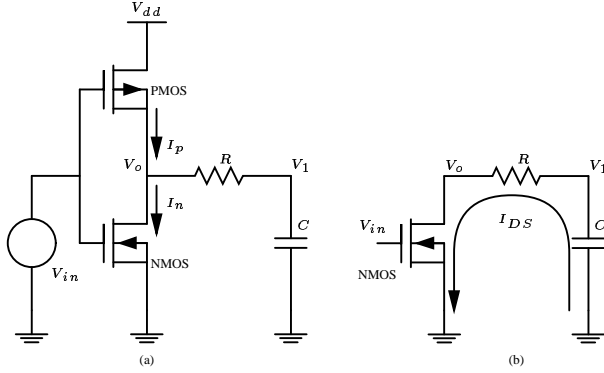 V_dd
PMOS
I_p
V_o
R
V_1
I_n
C
NMOS
V_in
(a)
V_o
R
V_1
I_DS
V_in
C
NMOS
(b)